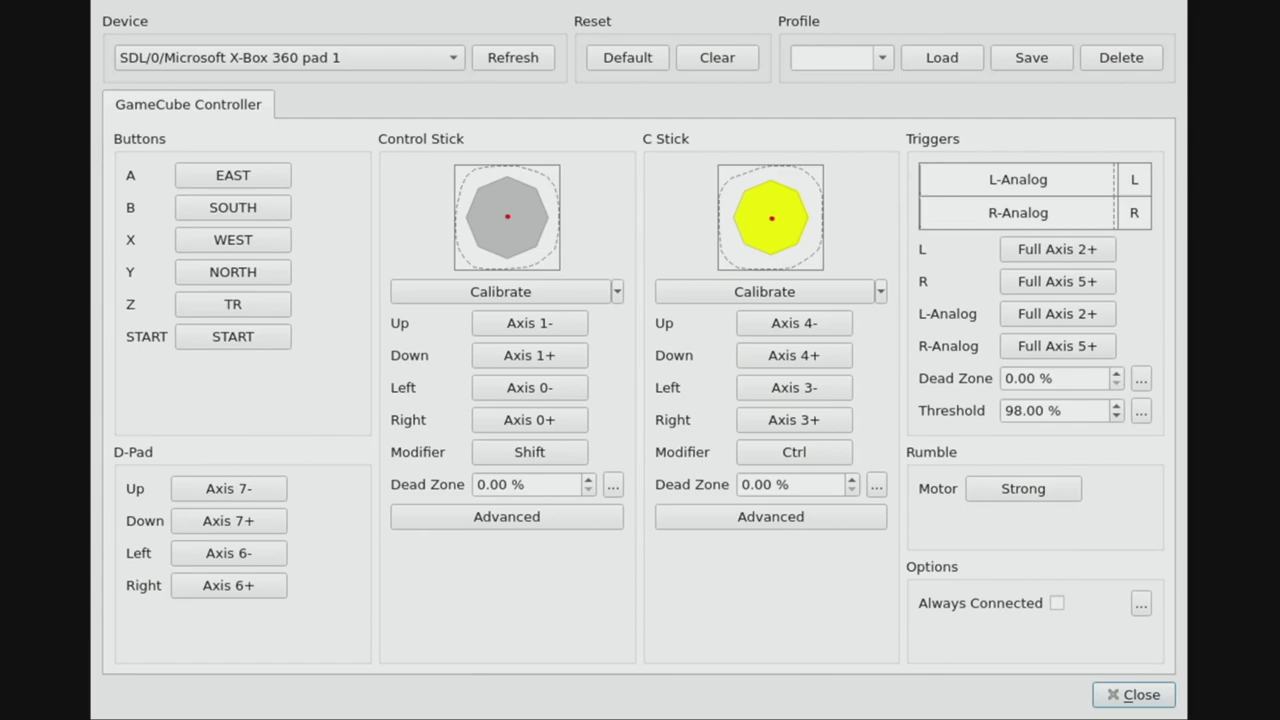 Device
Reset
Profile
SDL/0/Microsoft X-Box 360 pad 1
Refresh
Default
Clear
Load
Save
Delete
GameCube Controller
Buttons
A EAST
B SOUTH
X WEST
Y NORTH
Z TR
START START
D-Pad
Up Axis 7-
Down Axis 7+
Left Axis 6-
Right Axis 6+
Control Stick
Calibrate
Up Axis 1-
Down Axis 1+
Left Axis 0-
Right Axis 0+
Modifier Shift
Dead Zone 0.00 % ...
Advanced
C Stick
Calibrate
Up Axis 4-
Down Axis 4+
Left Axis 3-
Right Axis 3+
Modifier Ctrl
Dead Zone 0.00 % ...
Advanced
Triggers
L-Analog L
R-Analog R
L Full Axis 2+
R Full Axis 5+
L-Analog Full Axis 2+
R-Analog Full Axis 5+
Dead Zone 0.00 % ...
Threshold 98.00 % ...
Rumble
Motor Strong
Options
Always Connected ...
Close